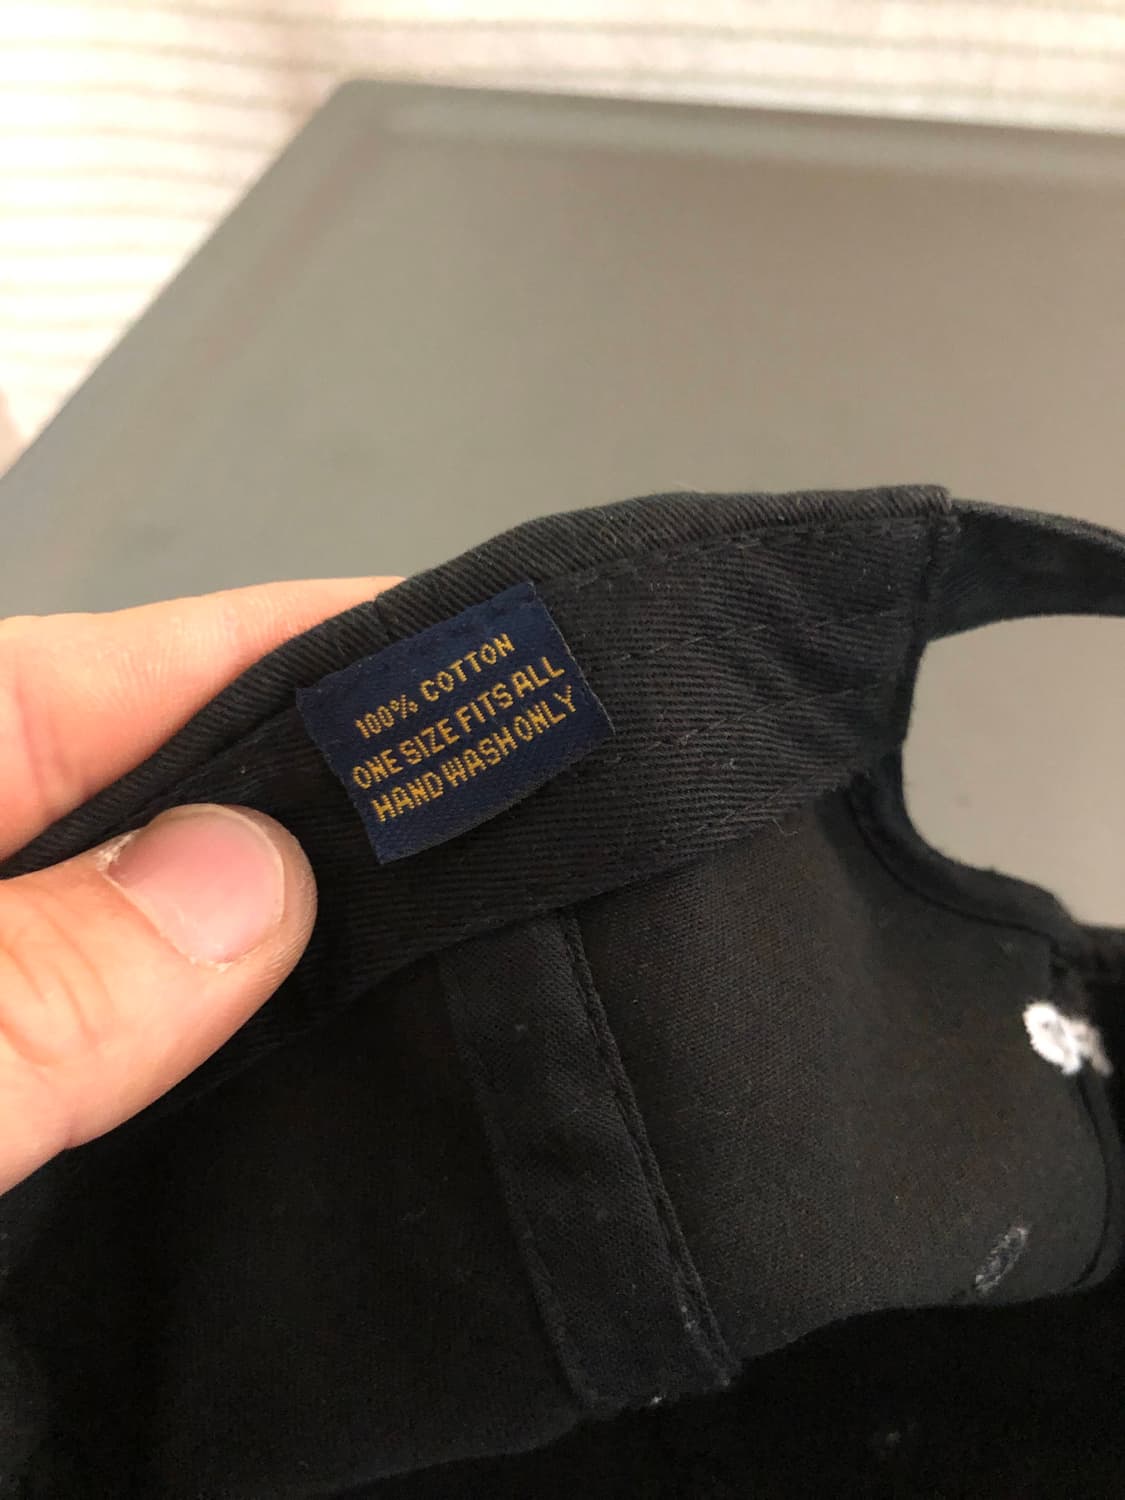 100% COTTON
ONE SIZE FITS ALL
HAND WASH ONLY